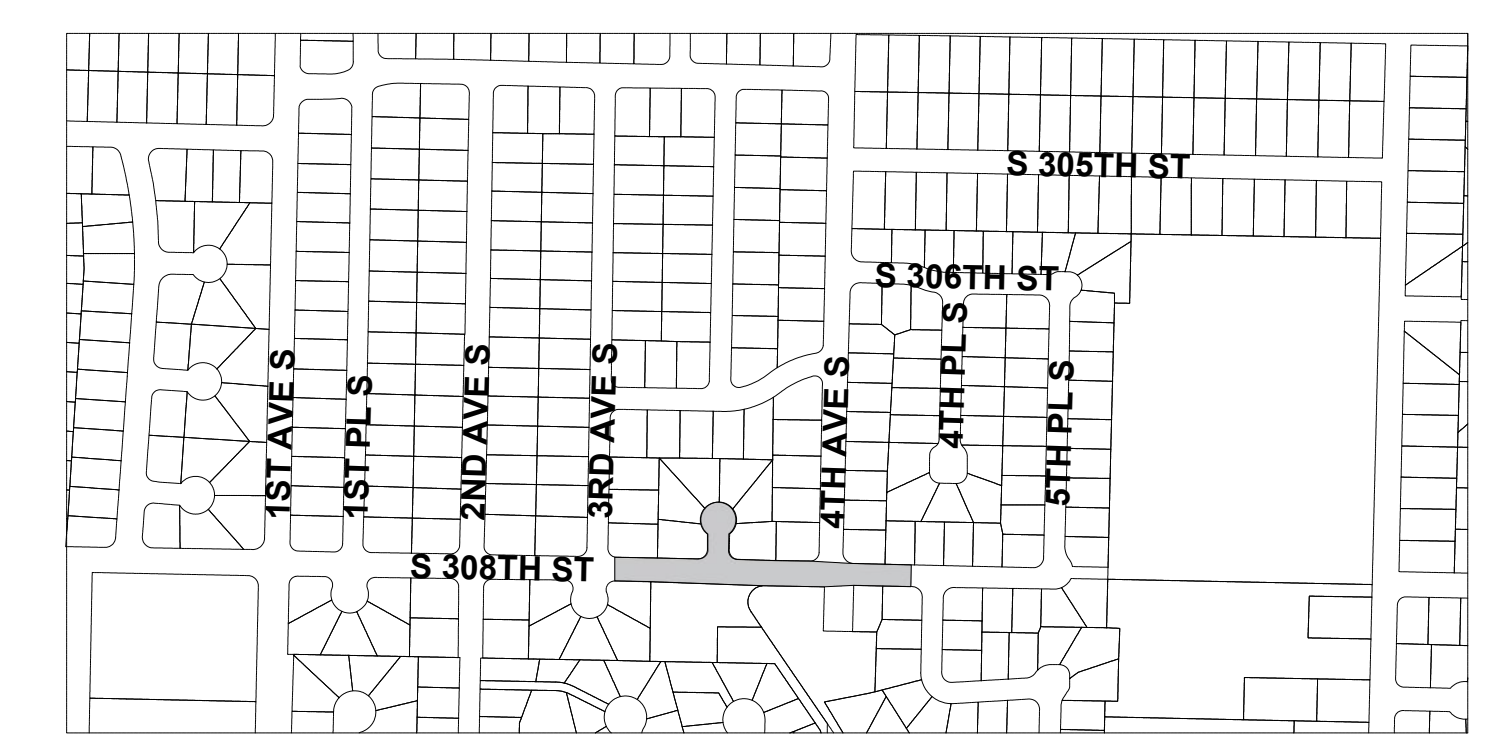 S 305TH ST
S 306TH ST
4TH PL S
1ST AVE S
1ST PL S
2ND AVE S
3RD AVE S
4TH AVE S
5TH PL S
S 308TH ST